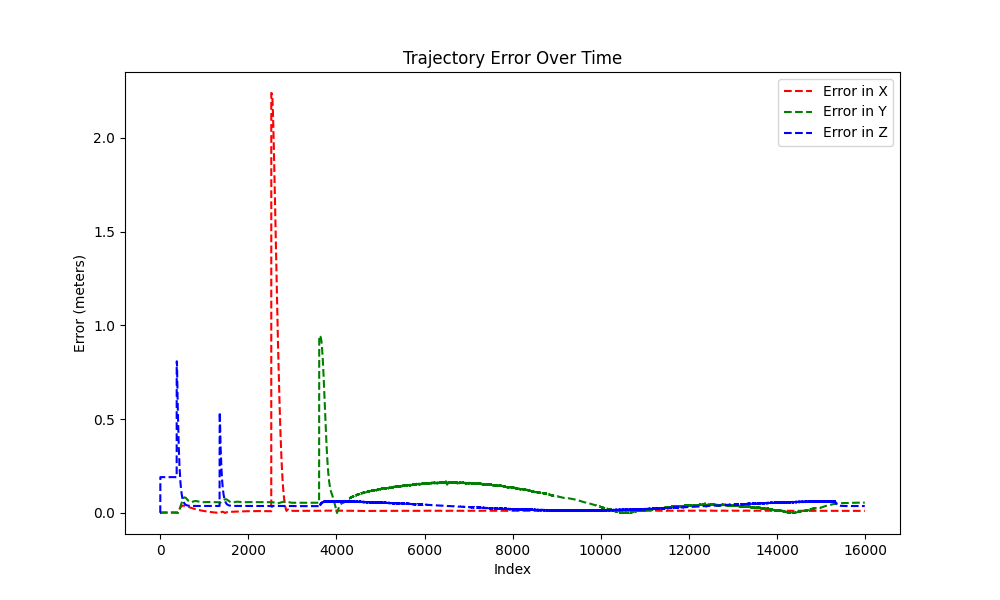 Trajectory Error Over Time
Error in X
Error in Y
Error in Z
Error (meters)
2.0
1.5
1.0
0.5
0.0
0 2000 4000 6000 8000 10000 12000 14000 16000
Index